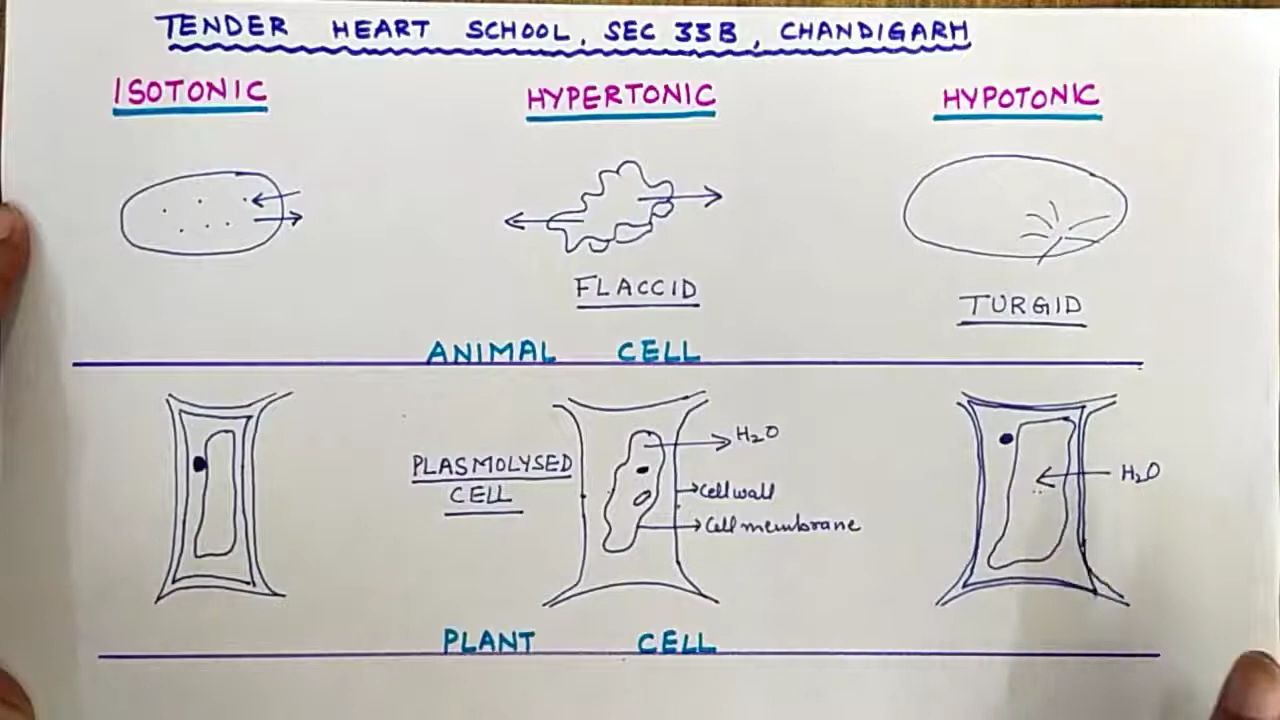 TENDER HEART SCHOOL, SEC 33B, CHANDIGARH
ISOTONIC
HYPERTONIC
HYPOTONIC
FLACCID
TURGID
ANIMAL CELL
PLASMOLYSED
CELL
H2O
Cell wall
Cell membrane
H2O
PLANT CELL